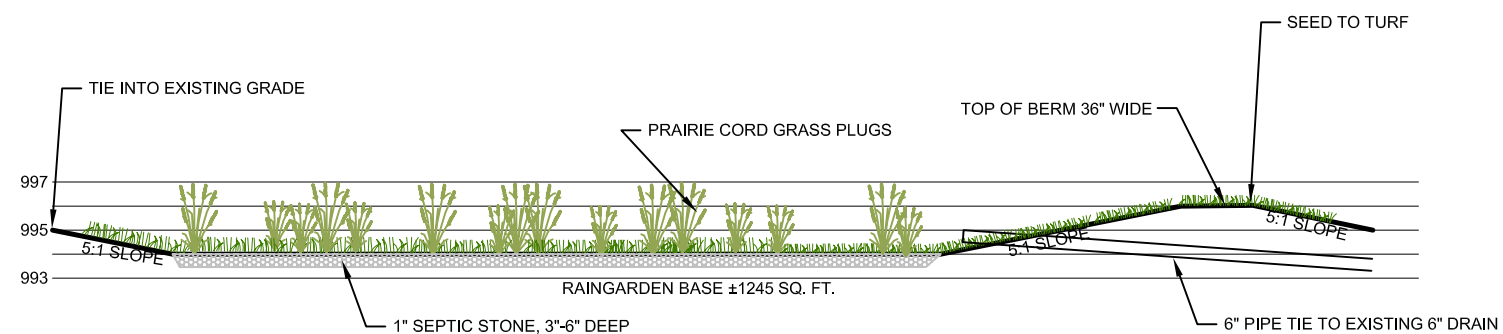 SEED TO TURF
TIE INTO EXISTING GRADE
TOP OF BERM 36" WIDE
PRAIRIE CORD GRASS PLUGS
997
995
5:1 SLOPE
5:1 SLOPE
5:1 SLOPE
993
RAINGARDEN BASE ±1245 SQ. FT.
1" SEPTIC STONE, 3"-6" DEEP
6" PIPE TIE TO EXISTING 6" DRAIN